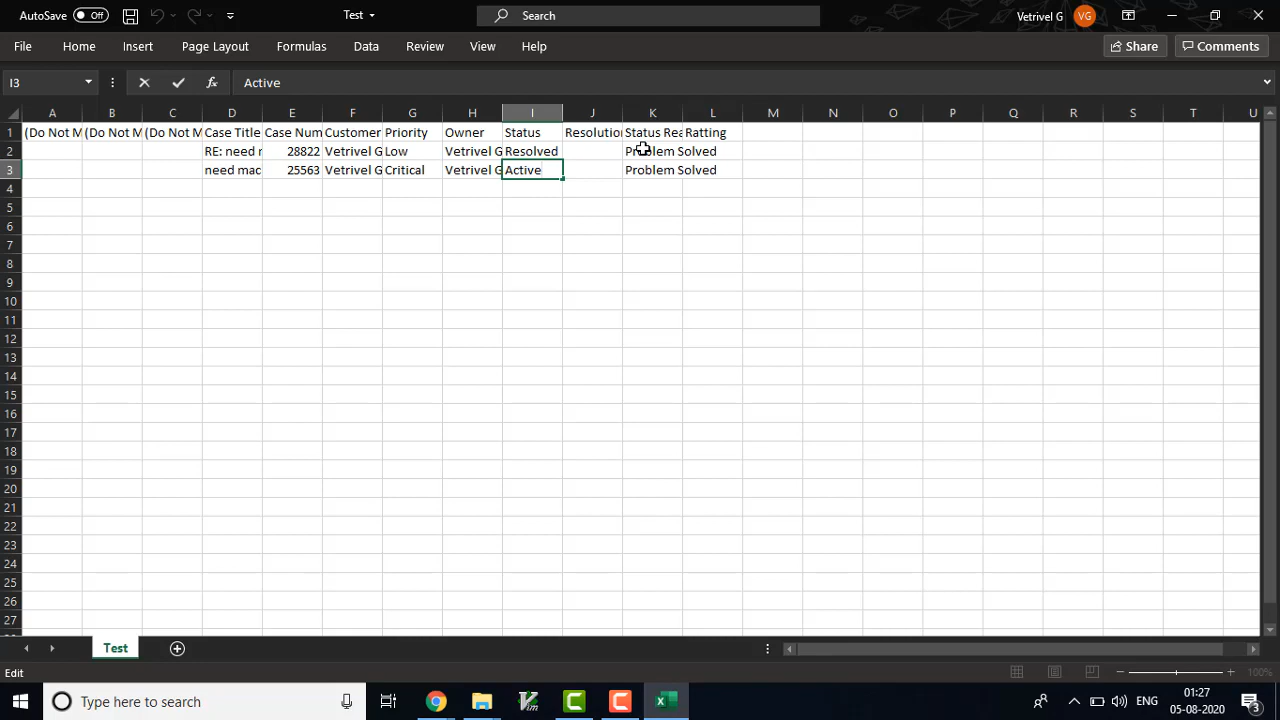 AutoSave Off Test Search Vetrivel G VG
File Home Insert Page Layout Formulas Data Review View Help Share Comments
I3 fx Active
A B C D E F G H I J K L M N O P Q R S T U
1 (Do Not M (Do Not M (Do Not M Case Title Case Num Customer Priority Owner Status Resolution Status Rea Ratting
2 RE: need r 28822 Vetrivel G Low Vetrivel G Resolved Problem Solved
3 need mac 25563 Vetrivel G Critical Vetrivel G Active Problem Solved
4
5
6
7
8
9
10
11
12
13
14
15
16
17
18
19
20
21
22
23
24
25
26
27
Test
Edit 100%
Type here to search ENG 01:27
05-08-2020 3